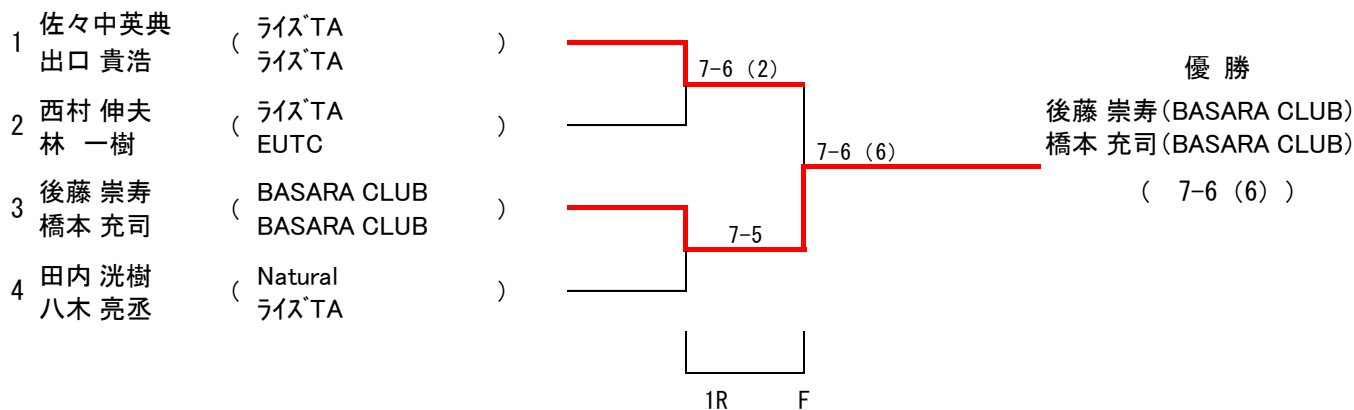 1 佐々中英典 ( ﾗｲｽﾞTA )
出口 貴浩 ﾗｲｽﾞTA
7-6 (2)
2 西村 伸夫 ( ﾗｲｽﾞTA )
林 一樹 EUTC
3 後藤 崇寿 ( BASARA CLUB )
橋本 充司 BASARA CLUB
7-5
4 田内 洸樹 ( Natural )
八木 亮丞 ﾗｲｽﾞTA
7-6 (6)
優 勝
後藤 崇寿(BASARA CLUB)
橋本 充司(BASARA CLUB)
( 7-6 (6) )
1R F